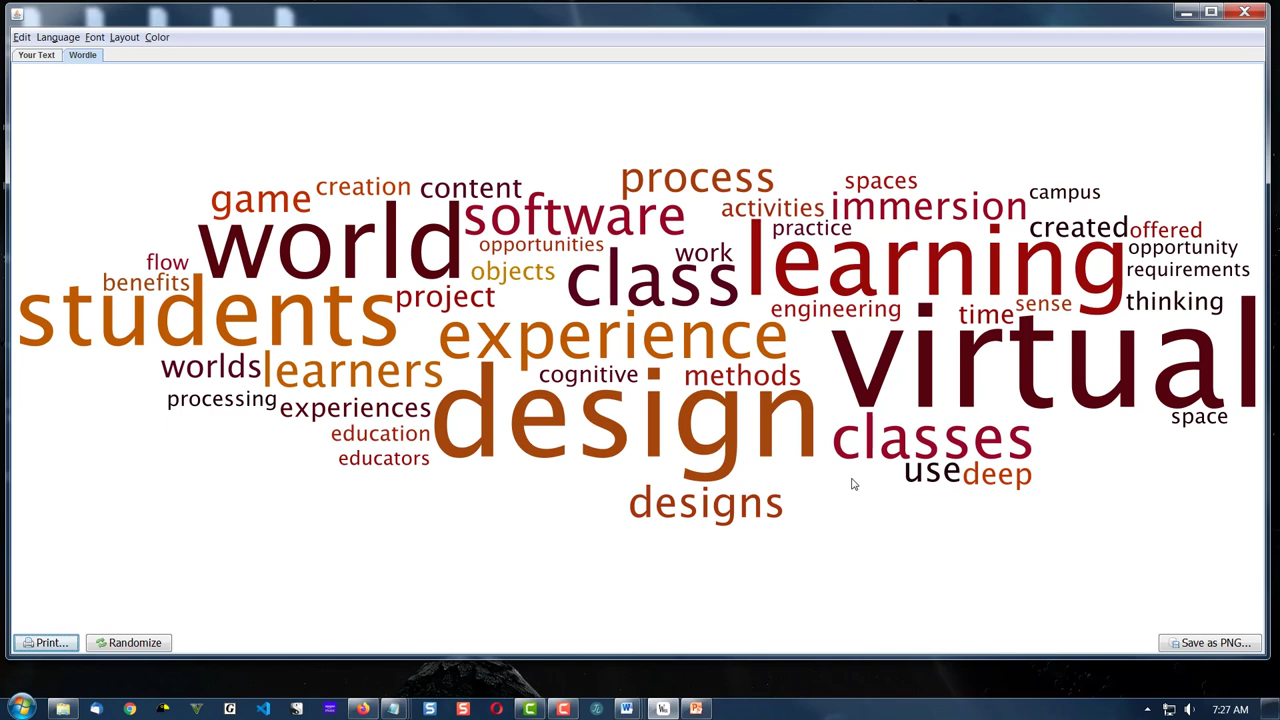 Edit Language Font Layout Color
Your Text Wordle
process
spaces
game creation content
campus
software activities immersion
world practice created offered
opportunities work learning opportunity
flow objects class requirements
benefits project engineering time sense thinking
students experience virtual
worlds learners cognitive methods
processing experiences design space
education classes
educators use deep
designs
Print... Randomize Save as PNG...
7:27 AM